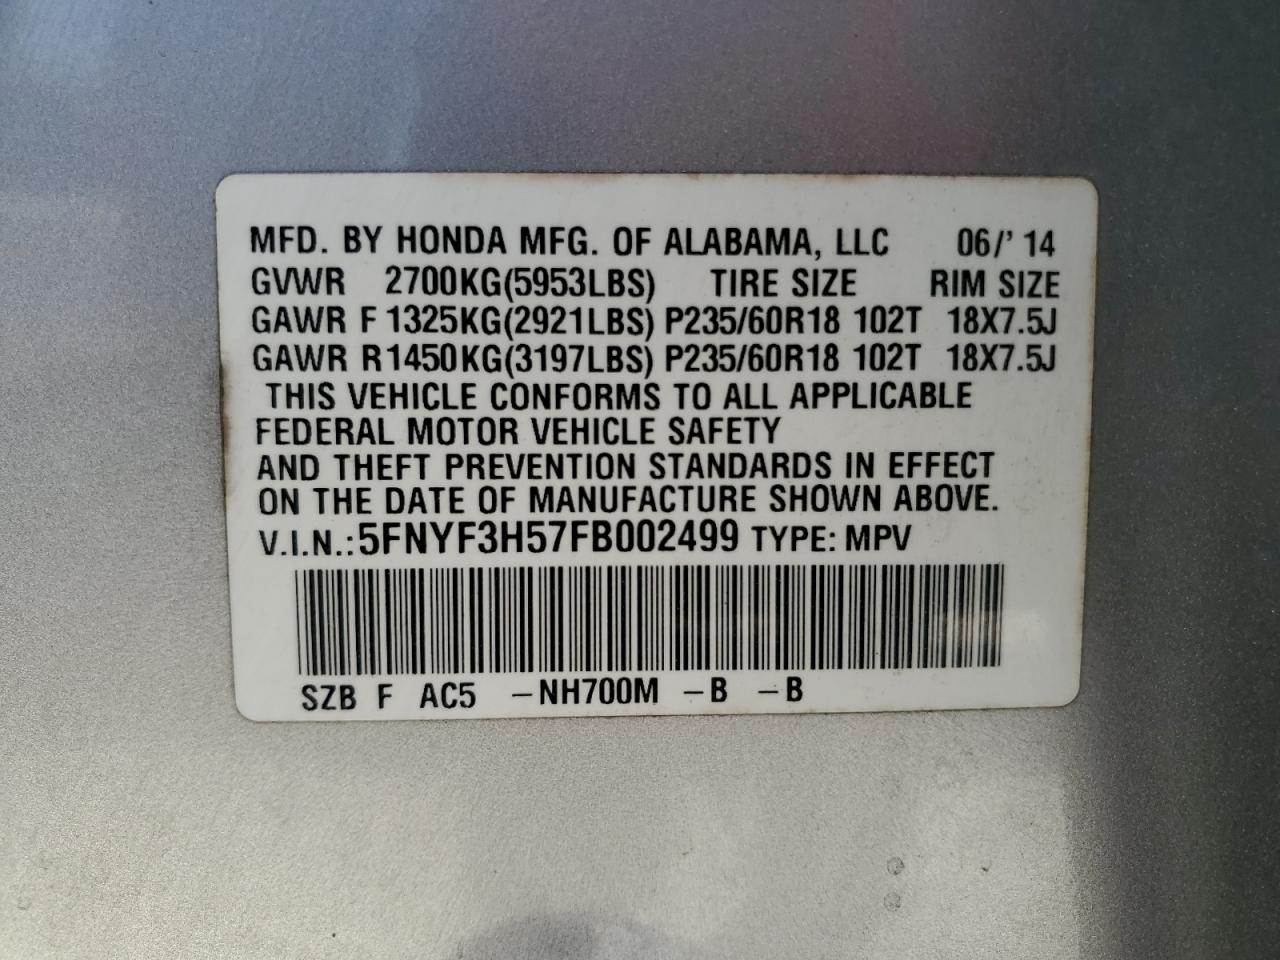 MFD. BY HONDA MFG. OF ALABAMA, LLC 06/' 14
GVWR 2700KG(5953LBS) TIRE SIZE RIM SIZE
GAWR F 1325KG(2921LBS) P235/60R18 102T 18X7.5J
GAWR R 1450KG(3197LBS) P235/60R18 102T 18X7.5J
THIS VEHICLE CONFORMS TO ALL APPLICABLE
FEDERAL MOTOR VEHICLE SAFETY
AND THEFT PREVENTION STANDARDS IN EFFECT
ON THE DATE OF MANUFACTURE SHOWN ABOVE.
V.I.N.: 5FNYF3H57FB002499 TYPE: MPV
SZB F AC5 -NH700M -B -B